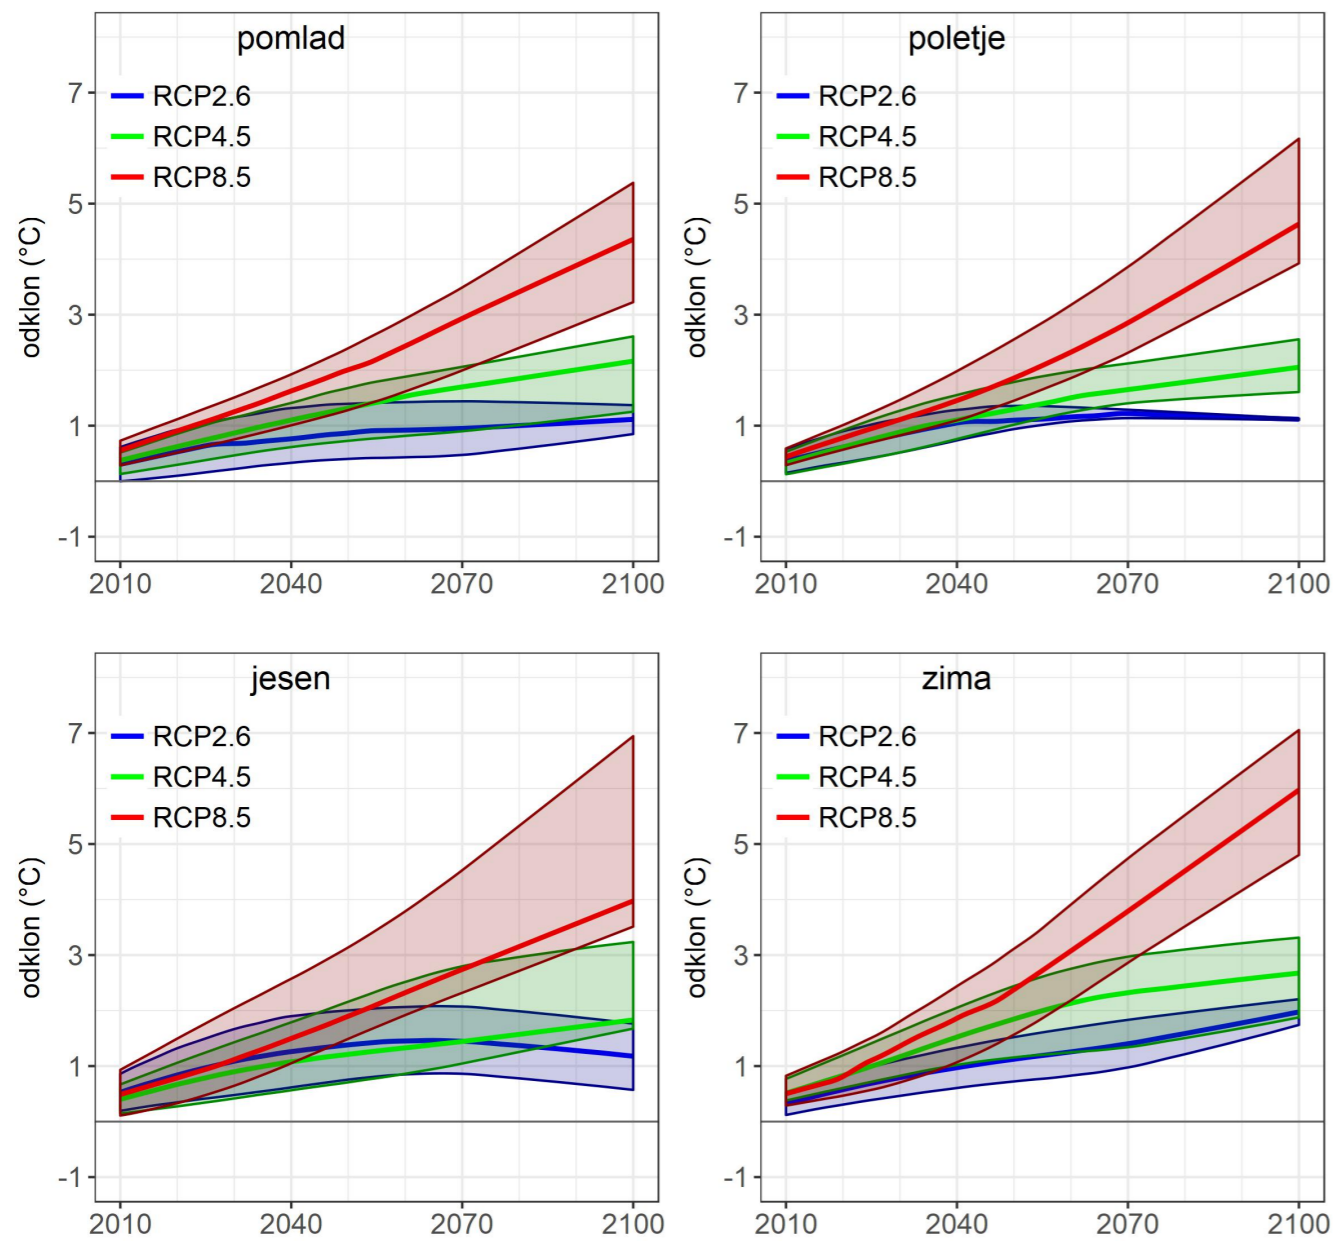 pomlad
RCP2.6
RCP4.5
RCP8.5
odklon (°C)
7
5
3
1
-1
2010 2040 2070 2100
poletje
RCP2.6
RCP4.5
RCP8.5
odklon (°C)
7
5
3
1
-1
2010 2040 2070 2100
jesen
RCP2.6
RCP4.5
RCP8.5
odklon (°C)
7
5
3
1
-1
2010 2040 2070 2100
zima
RCP2.6
RCP4.5
RCP8.5
odklon (°C)
7
5
3
1
-1
2010 2040 2070 2100